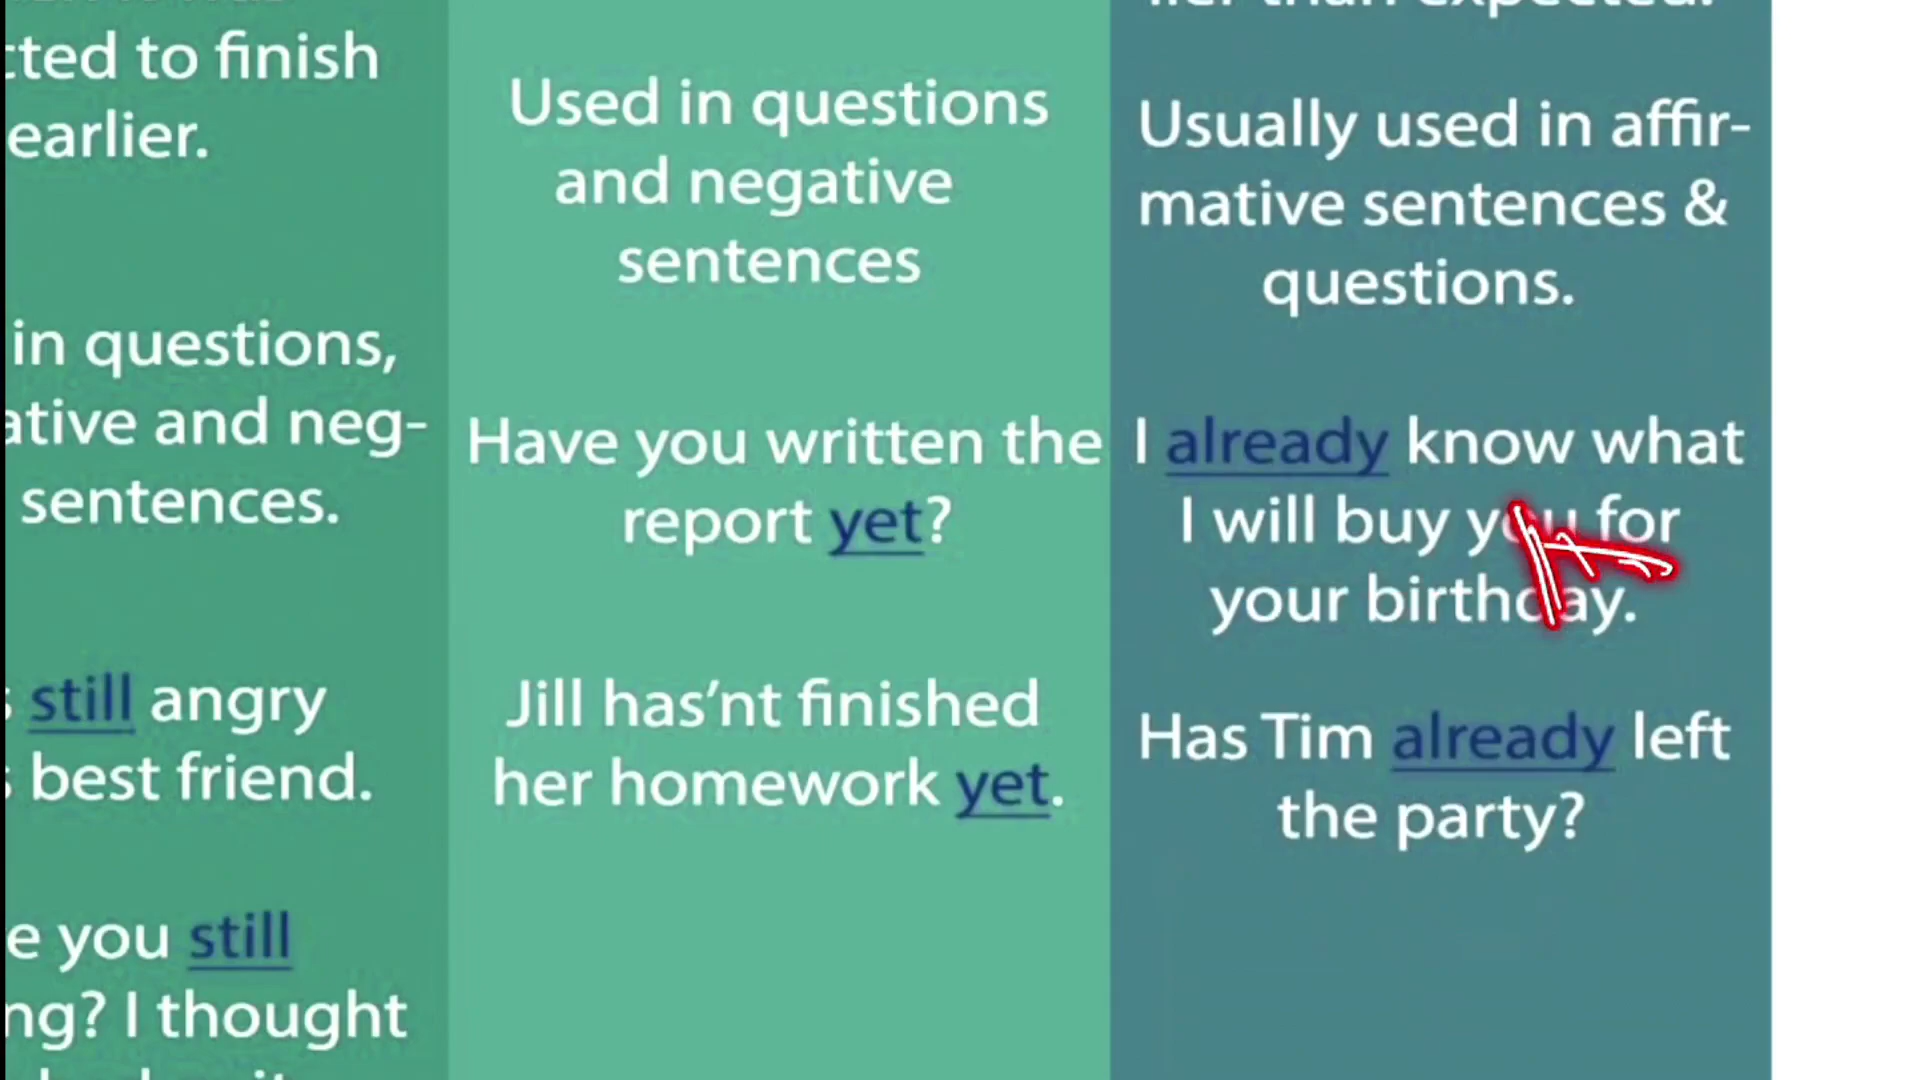 cted to finish
earlier.
in questions,
ative and neg-
sentences.
still angry
best friend.
e you still
ng? I thought
Used in questions
and negative
sentences
Have you written the
report yet?
Jill has’nt finished
her homework yet.
lier than expected.
Usually used in affir-
mative sentences &
questions.
I already know what
I will buy you for
your birthday.
Has Tim already left
the party?